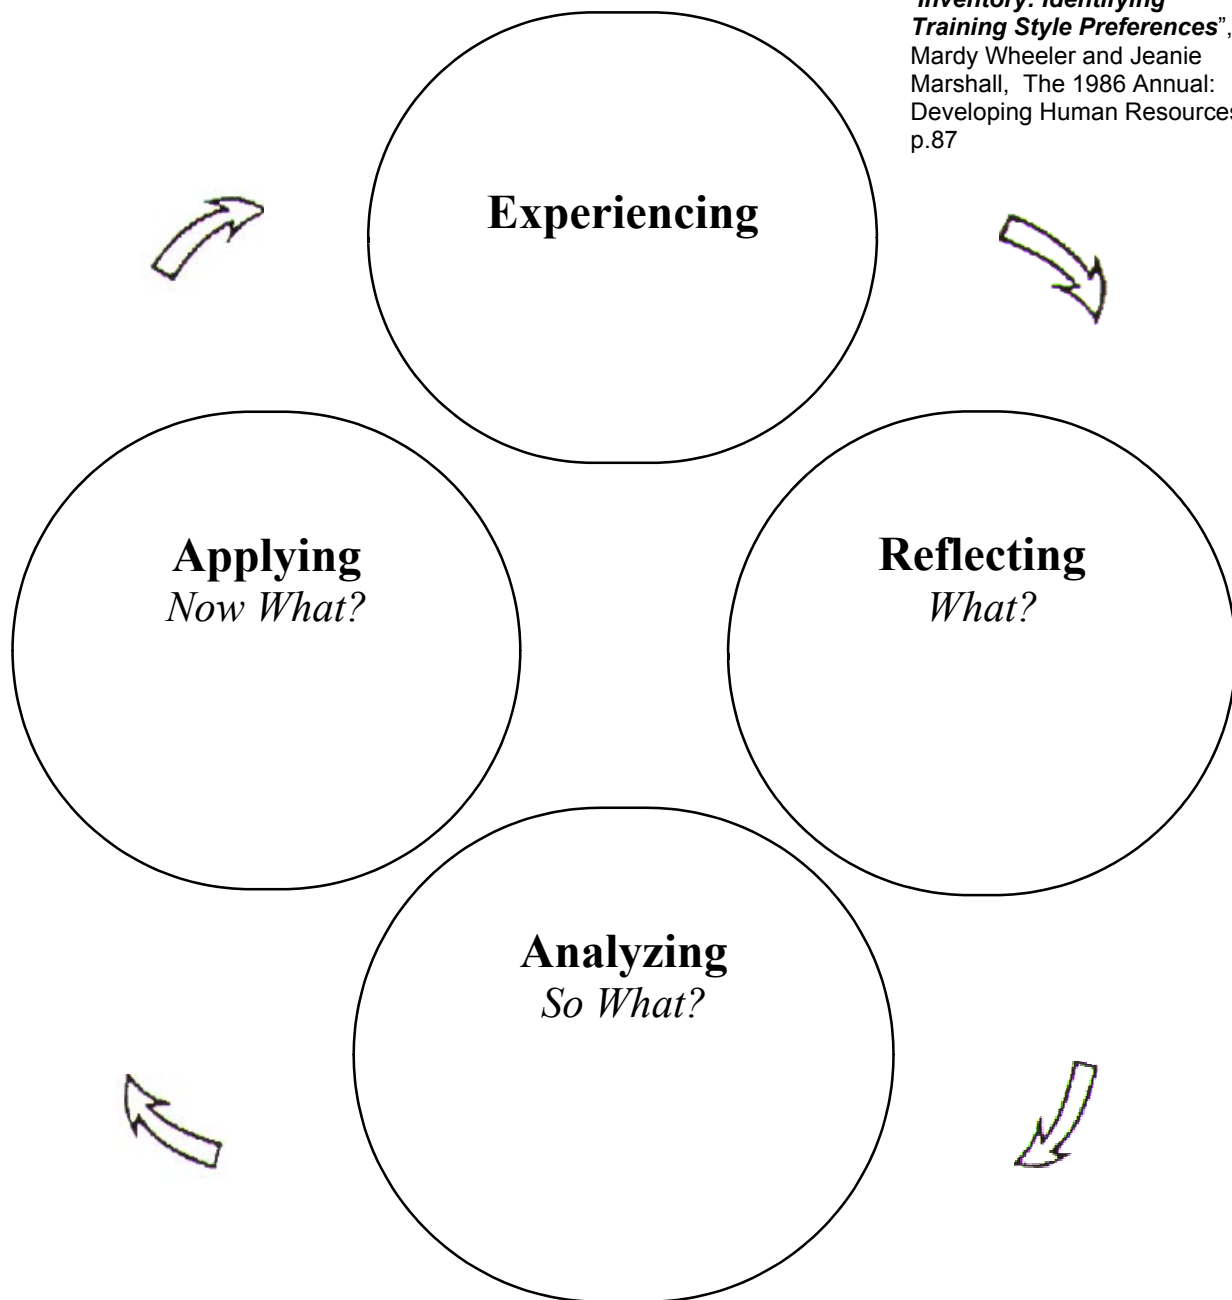 "Inventory: Identifying
Training Style Preferences”,
Mardy Wheeler and Jeanie
Marshall, The 1986 Annual:
Developing Human Resources
p.87
Experiencing
Applying
Now What?
Reflecting
What?
Analyzing
So What?